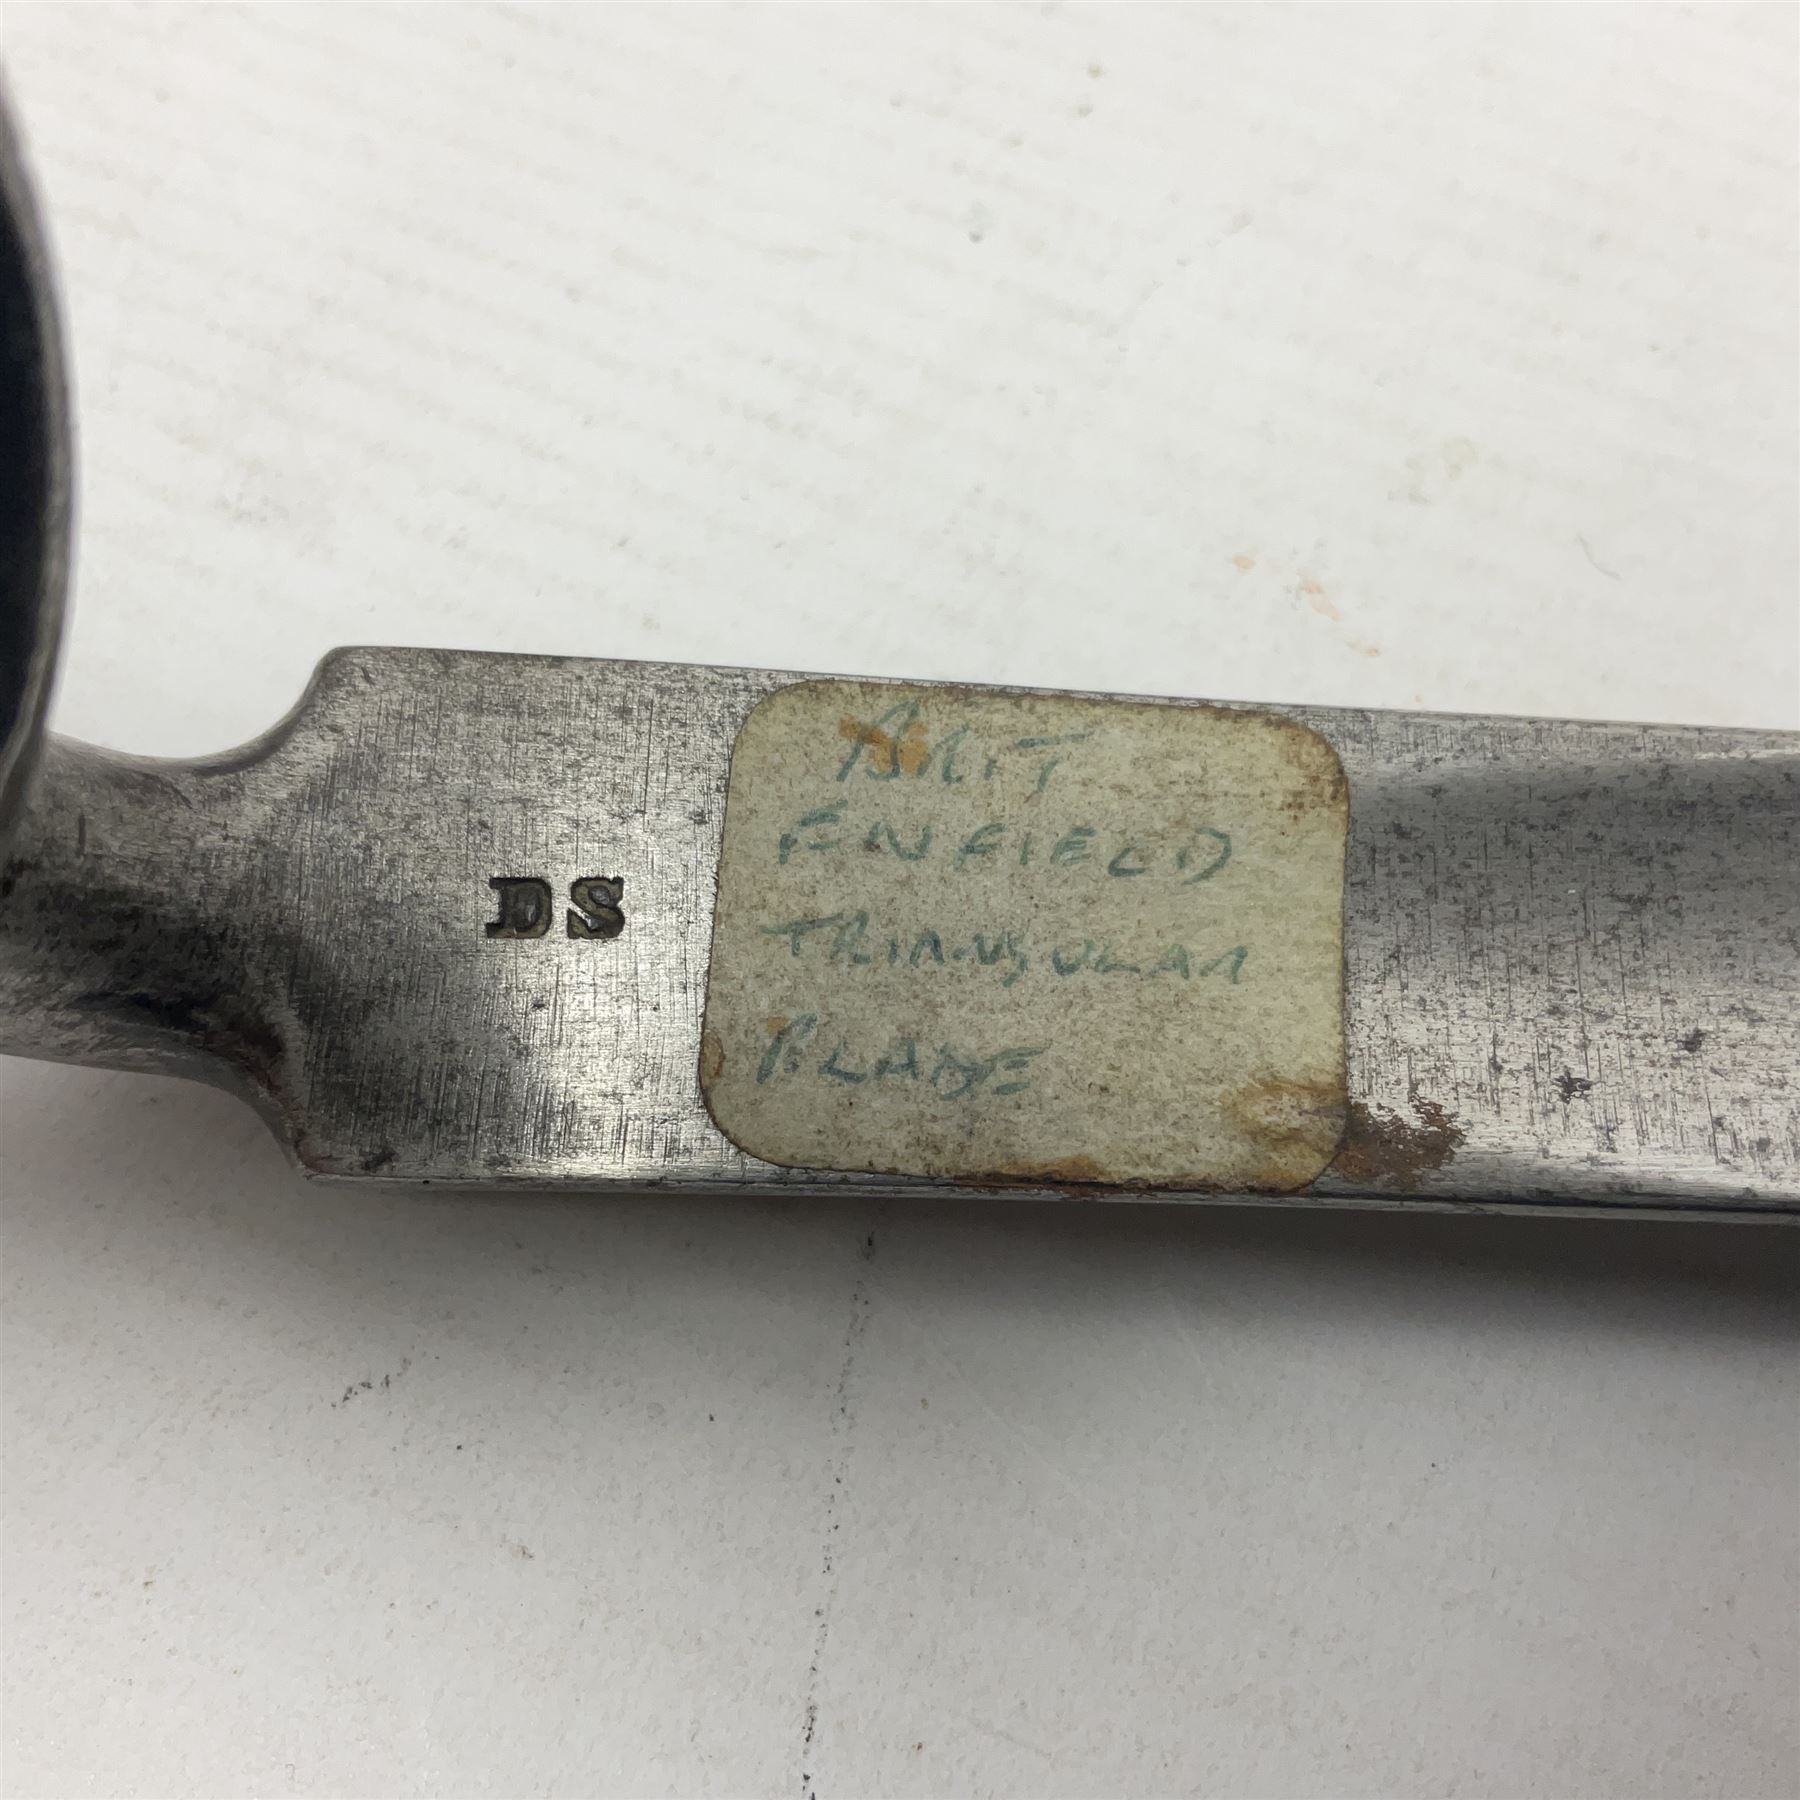 DS
BRIT
ENFIELD
TRIANGULAR
BLADE